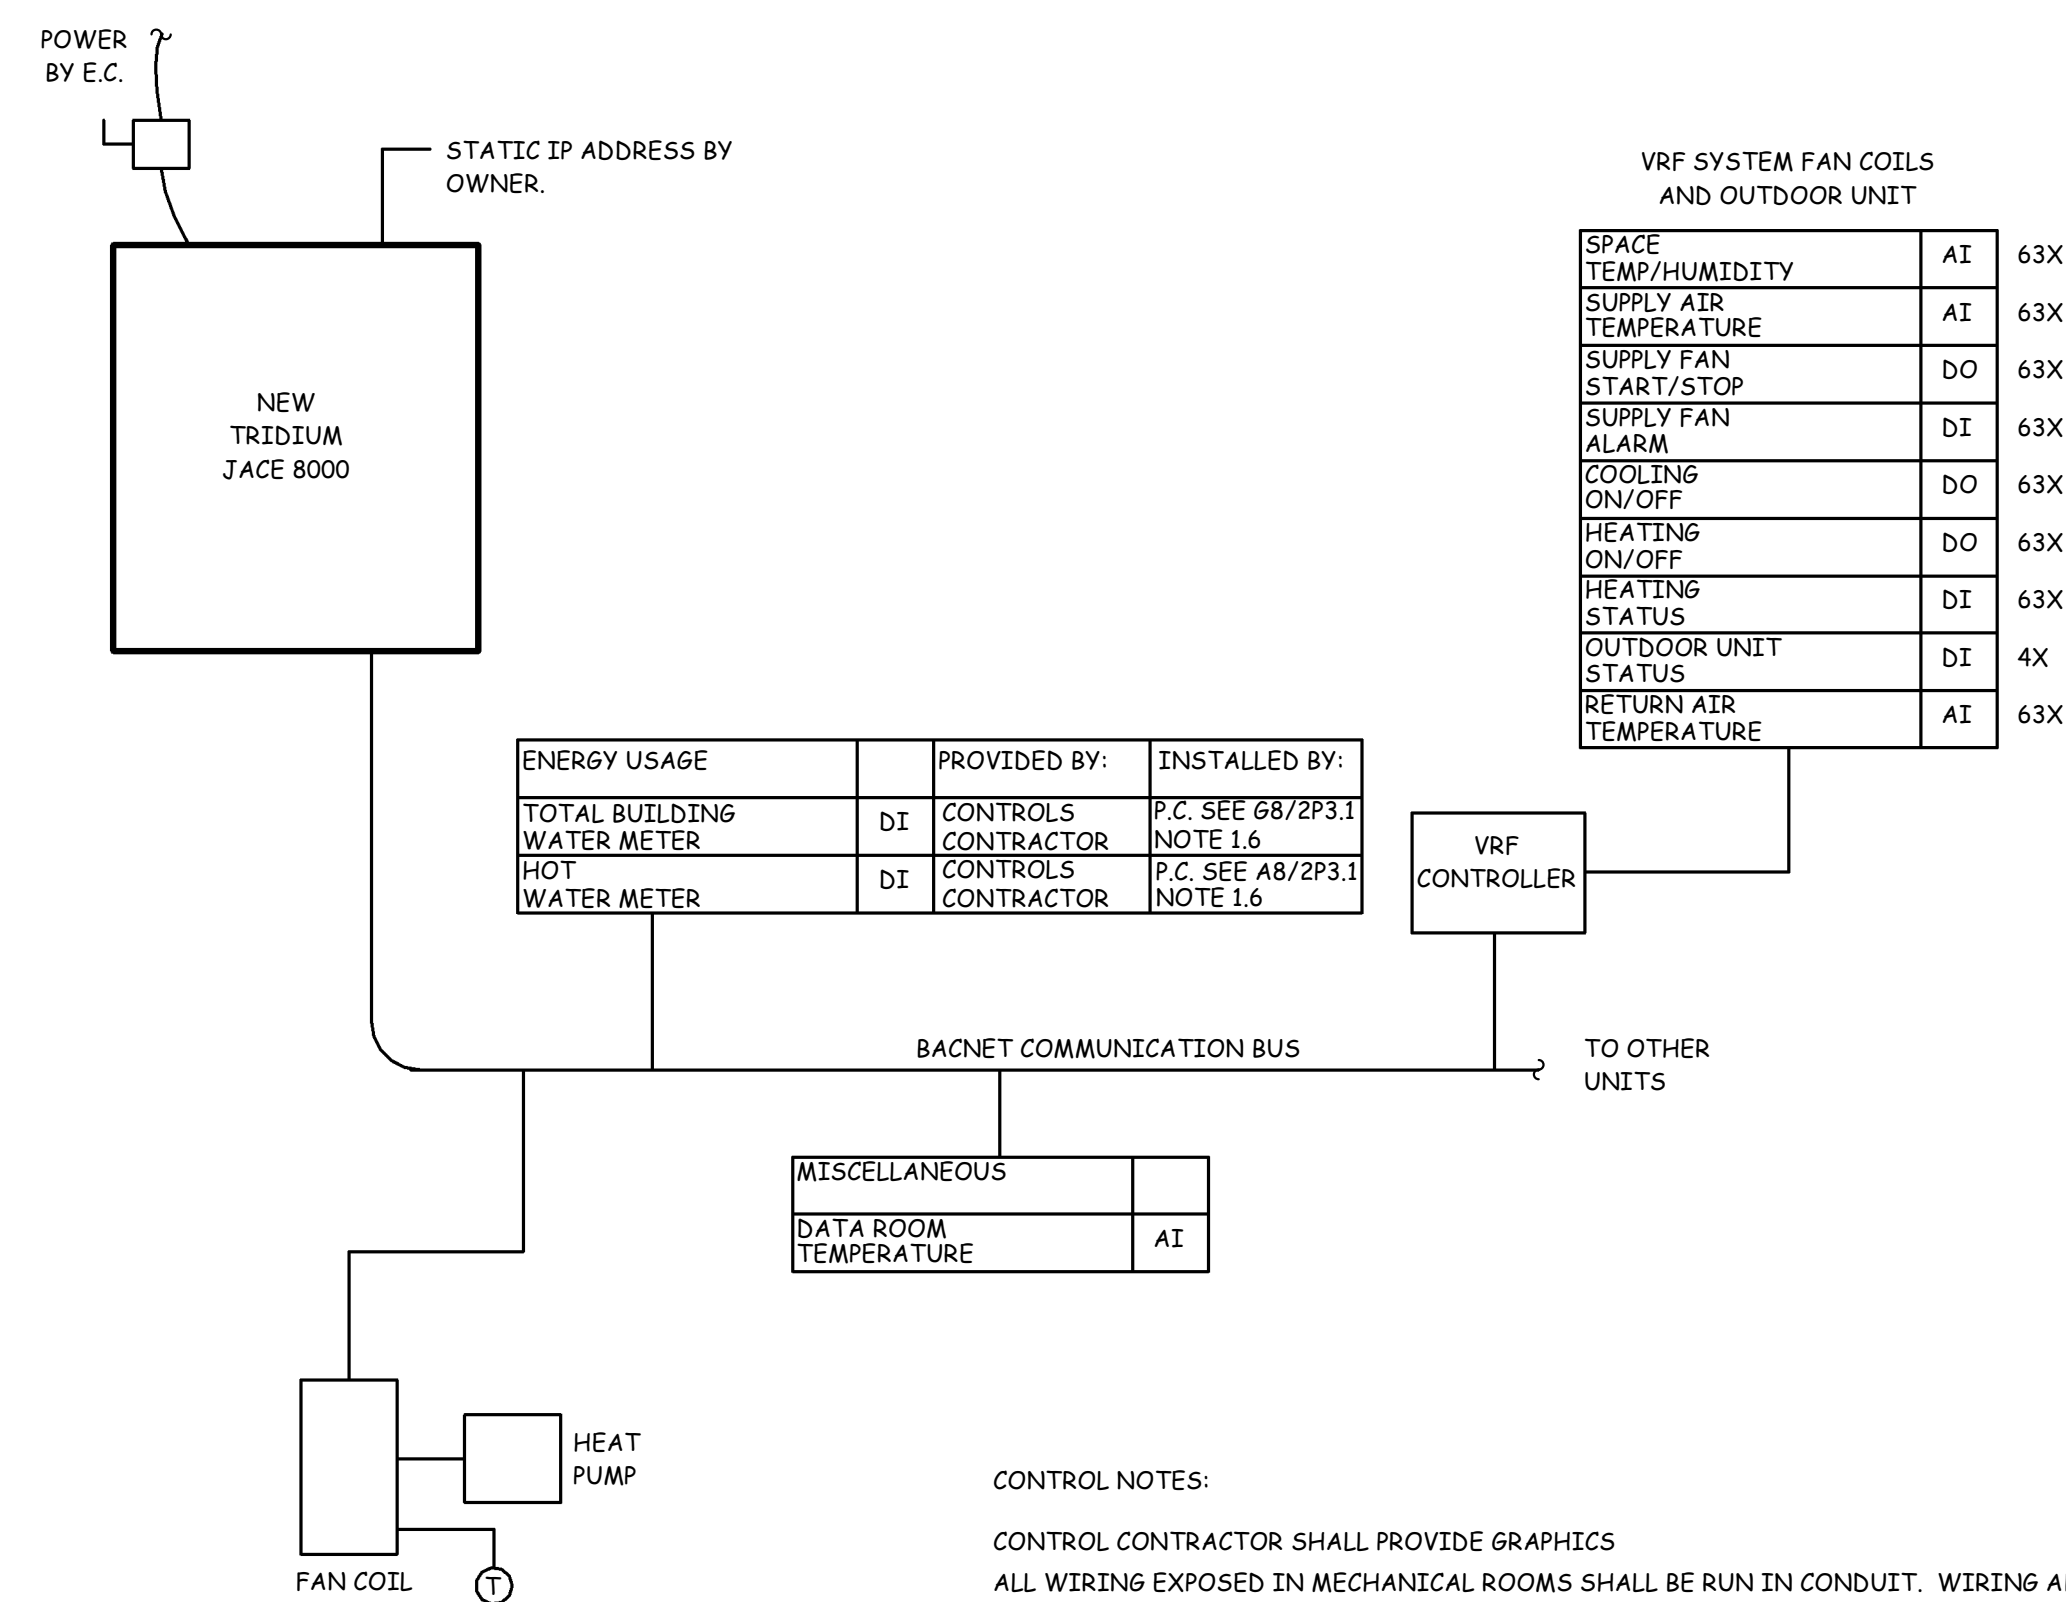 POWER
BY E.C.
STATIC IP ADDRESS BY
OWNER.
NEW
TRIDIUM
JACE 8000
VRF SYSTEM FAN COILS
AND OUTDOOR UNIT
SPACE
TEMP/HUMIDITY AI 63X
SUPPLY AIR
TEMPERATURE AI 63X
SUPPLY FAN
START/STOP DO 63X
SUPPLY FAN
ALARM DI 63X
COOLING
ON/OFF DO 63X
HEATING
ON/OFF DO 63X
HEATING
STATUS DI 63X
OUTDOOR UNIT
STATUS DI 4X
RETURN AIR
TEMPERATURE AI 63X
ENERGY USAGE PROVIDED BY: INSTALLED BY:
TOTAL BUILDING DI CONTROLS P.C. SEE G8/2P3.1
WATER METER CONTRACTOR NOTE 1.6
HOT DI CONTROLS P.C. SEE A8/2P3.1
WATER METER CONTRACTOR NOTE 1.6
VRF
CONTROLLER
BACNET COMMUNICATION BUS
TO OTHER
UNITS
MISCELLANEOUS
DATA ROOM
TEMPERATURE AI
HEAT
PUMP
FAN COIL
T
CONTROL NOTES:
CONTROL CONTRACTOR SHALL PROVIDE GRAPHICS
ALL WIRING EXPOSED IN MECHANICAL ROOMS SHALL BE RUN IN CONDUIT. WIRING